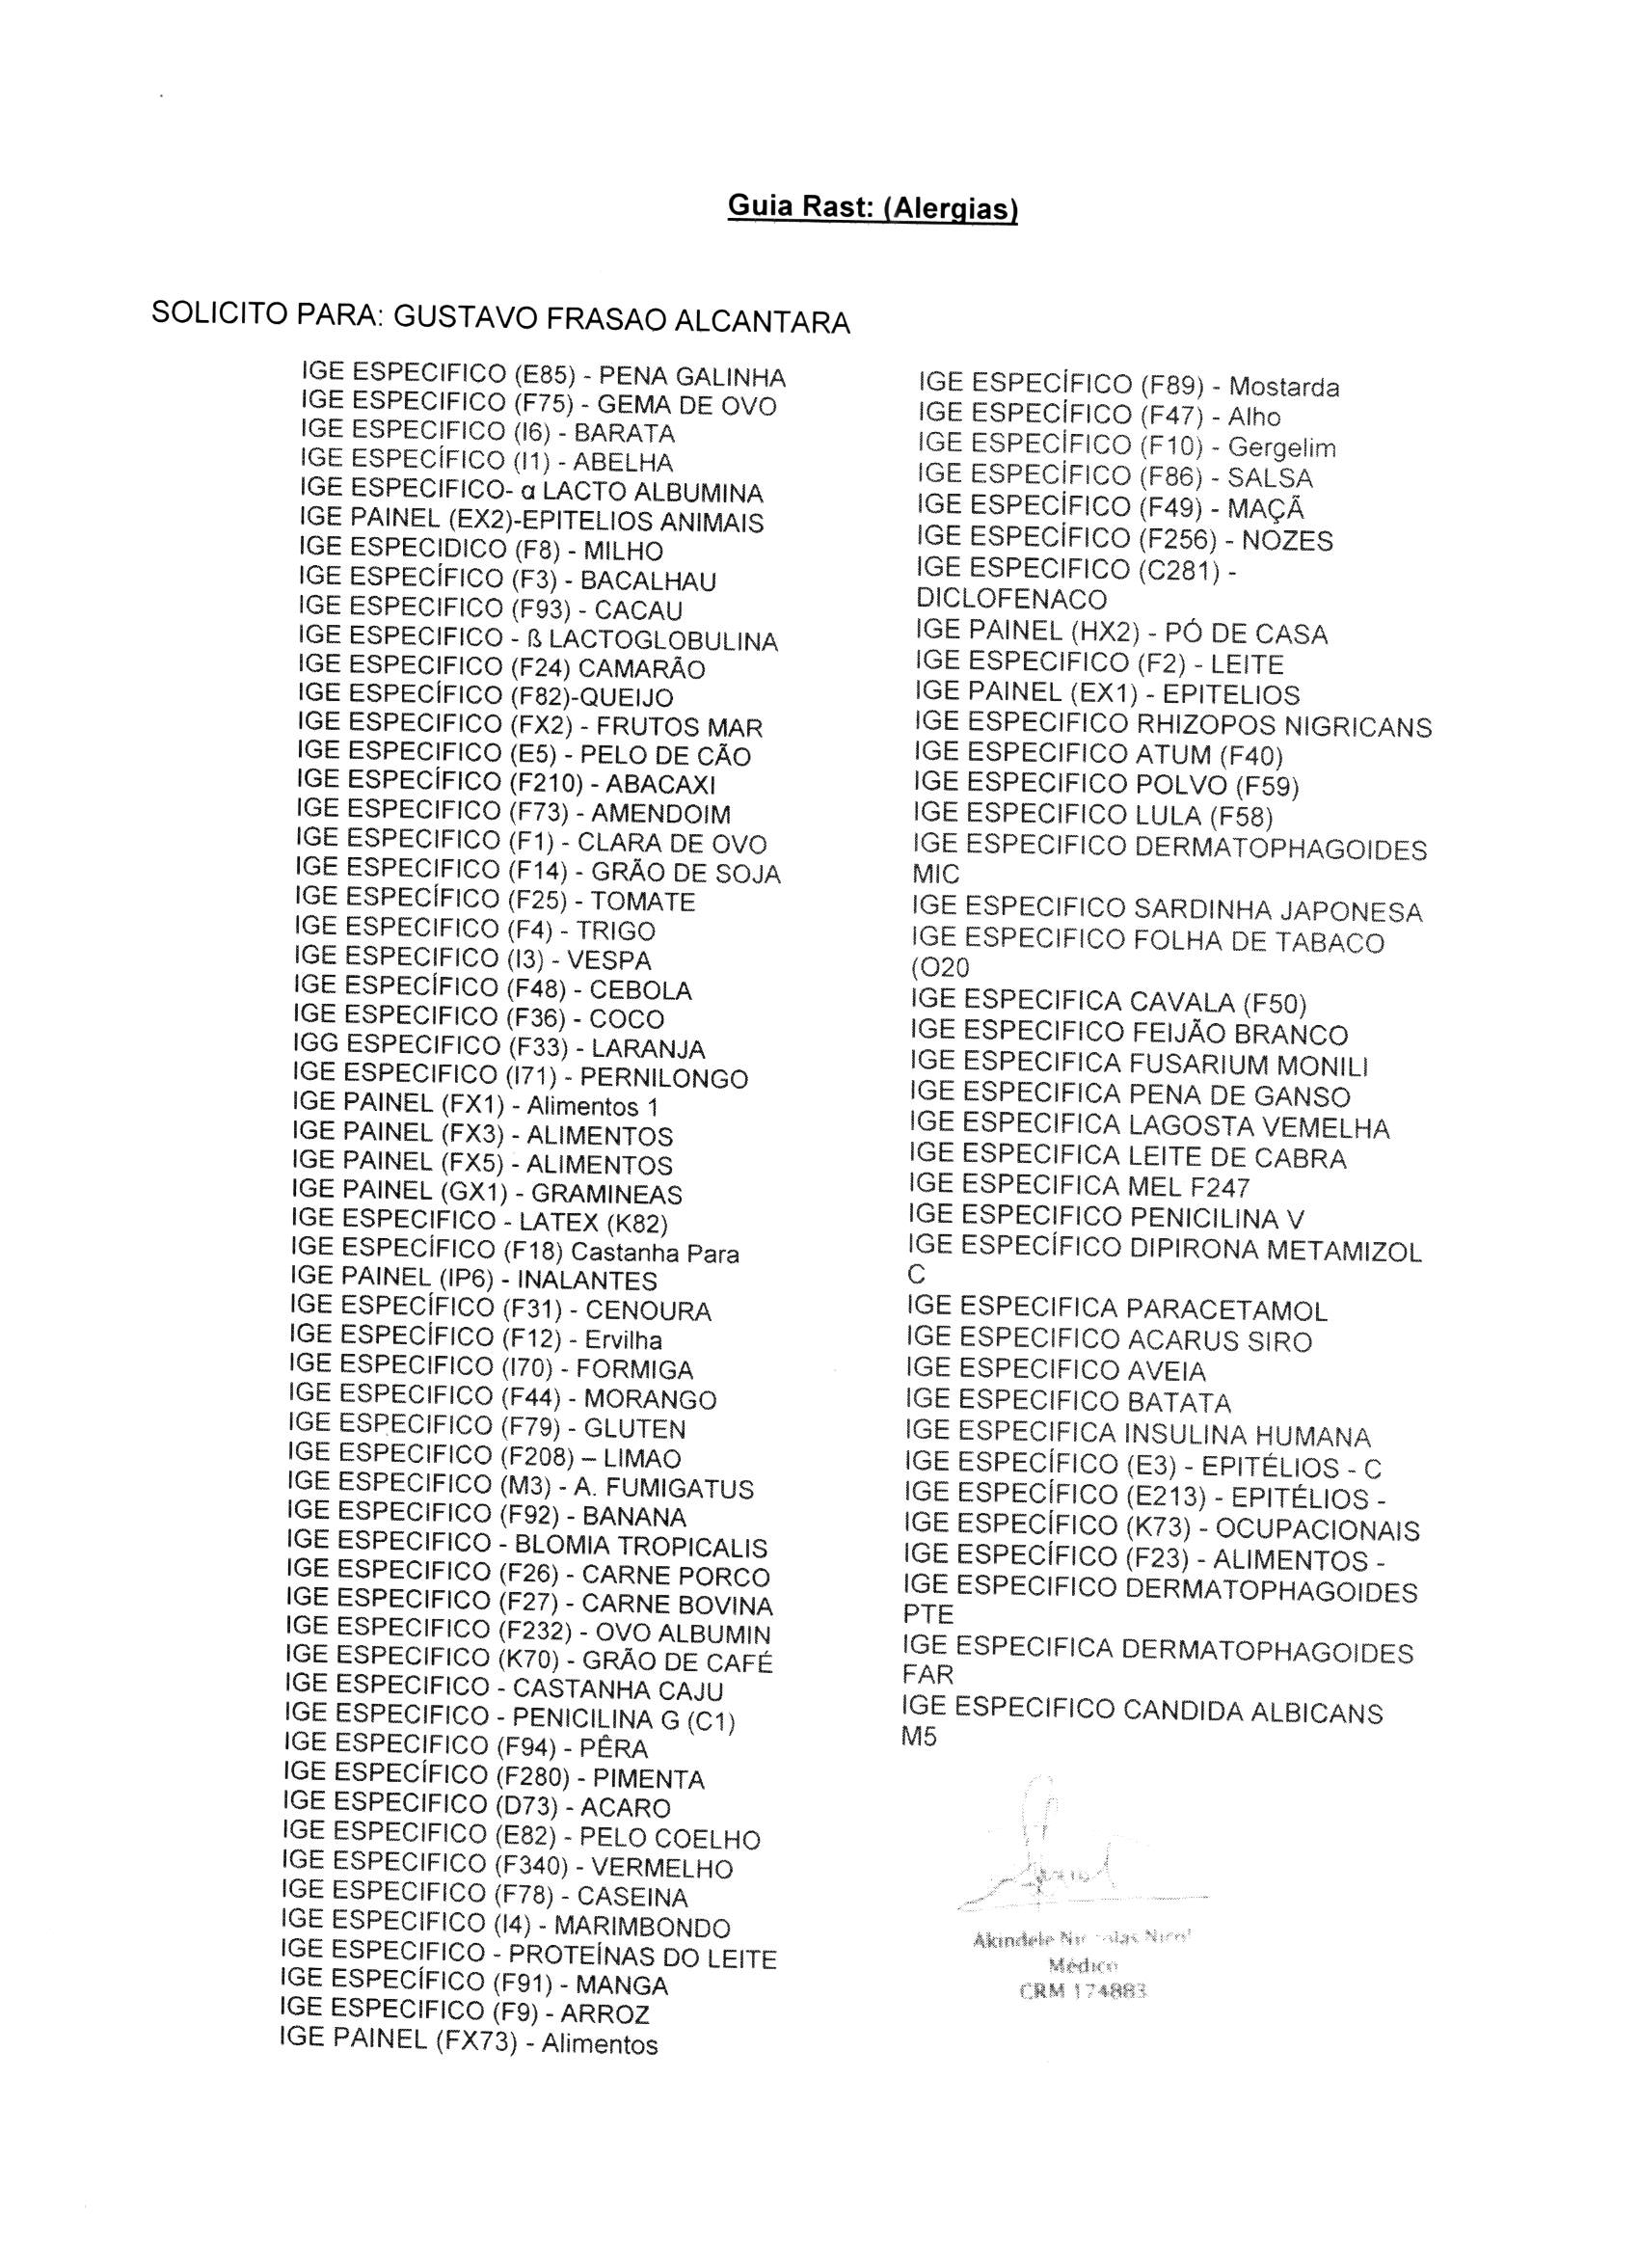 Guia Rast: (Alergias)
SOLICITO PARA: GUSTAVO FRASAO ALCANTARA
IGE ESPECIFICO (E85) - PENA GALINHA
IGE ESPECIFICO (F75) - GEMA DE OVO
IGE ESPECIFICO (I6) - BARATA
IGE ESPECÍFICO (I1) - ABELHA
IGE ESPECIFICO- α LACTO ALBUMINA
IGE PAINEL (EX2)-EPITELIOS ANIMAIS
IGE ESPECIDICO (F8) - MILHO
IGE ESPECÍFICO (F3) - BACALHAU
IGE ESPECIFICO (F93) - CACAU
IGE ESPECIFICO - ß LACTOGLOBULINA
IGE ESPECIFICO (F24) CAMARÃO
IGE ESPECÍFICO (F82)-QUEIJO
IGE ESPECIFICO (FX2) - FRUTOS MAR
IGE ESPECIFICO (E5) - PELO DE CÃO
IGE ESPECÍFICO (F210) - ABACAXI
IGE ESPECIFICO (F73) - AMENDOIM
IGE ESPECIFICO (F1) - CLARA DE OVO
IGE ESPECIFICO (F14) - GRÃO DE SOJA
IGE ESPECÍFICO (F25) - TOMATE
IGE ESPECIFICO (F4) - TRIGO
IGE ESPECIFICO (I3) - VESPA
IGE ESPECÍFICO (F48) - CEBOLA
IGE ESPECIFICO (F36) - COCO
IGG ESPECIFICO (F33) - LARANJA
IGE ESPECIFICO (I71) - PERNILONGO
IGE PAINEL (FX1) - Alimentos 1
IGE PAINEL (FX3) - ALIMENTOS
IGE PAINEL (FX5) - ALIMENTOS
IGE PAINEL (GX1) - GRAMINEAS
IGE ESPECIFICO - LATEX (K82)
IGE ESPECÍFICO (F18) Castanha Para
IGE PAINEL (IP6) - INALANTES
IGE ESPECÍFICO (F31) - CENOURA
IGE ESPECÍFICO (F12) - Ervilha
IGE ESPECIFICO (I70) - FORMIGA
IGE ESPECIFICO (F44) - MORANGO
IGE ESPECIFICO (F79) - GLUTEN
IGE ESPECIFICO (F208) – LIMAO
IGE ESPECIFICO (M3) - A. FUMIGATUS
IGE ESPECIFICO (F92) - BANANA
IGE ESPECIFICO - BLOMIA TROPICALIS
IGE ESPECIFICO (F26) - CARNE PORCO
IGE ESPECIFICO (F27) - CARNE BOVINA
IGE ESPECIFICO (F232) - OVO ALBUMIN
IGE ESPECIFICO (K70) - GRÃO DE CAFÉ
IGE ESPECIFICO - CASTANHA CAJU
IGE ESPECIFICO - PENICILINA G (C1)
IGE ESPECIFICO (F94) - PÊRA
IGE ESPECÍFICO (F280) - PIMENTA
IGE ESPECIFICO (D73) - ACARO
IGE ESPECIFICO (E82) - PELO COELHO
IGE ESPECIFICO (F340) - VERMELHO
IGE ESPECIFICO (F78) - CASEINA
IGE ESPECIFICO (I4) - MARIMBONDO
IGE ESPECIFICO - PROTEÍNAS DO LEITE
IGE ESPECÍFICO (F91) - MANGA
IGE ESPECIFICO (F9) - ARROZ
IGE PAINEL (FX73) - Alimentos
IGE ESPECÍFICO (F89) - Mostarda
IGE ESPECÍFICO (F47) - Alho
IGE ESPECÍFICO (F10) - Gergelim
IGE ESPECÍFICO (F86) - SALSA
IGE ESPECÍFICO (F49) - MAÇÃ
IGE ESPECÍFICO (F256) - NOZES
IGE ESPECIFICO (C281) -
DICLOFENACO
IGE PAINEL (HX2) - PÓ DE CASA
IGE ESPECIFICO (F2) - LEITE
IGE PAINEL (EX1) - EPITELIOS
IGE ESPECIFICO RHIZOPOS NIGRICANS
IGE ESPECIFICO ATUM (F40)
IGE ESPECIFICO POLVO (F59)
IGE ESPECIFICO LULA (F58)
IGE ESPECIFICO DERMATOPHAGOIDES
MIC
IGE ESPECIFICO SARDINHA JAPONESA
IGE ESPECIFICO FOLHA DE TABACO
(O20
IGE ESPECIFICA CAVALA (F50)
IGE ESPECIFICO FEIJÃO BRANCO
IGE ESPECIFICA FUSARIUM MONILI
IGE ESPECIFICA PENA DE GANSO
IGE ESPECIFICA LAGOSTA VEMELHA
IGE ESPECIFICA LEITE DE CABRA
IGE ESPECIFICA MEL F247
IGE ESPECIFICO PENICILINA V
IGE ESPECÍFICO DIPIRONA METAMIZOL
C
IGE ESPECIFICA PARACETAMOL
IGE ESPECIFICO ACARUS SIRO
IGE ESPECIFICO AVEIA
IGE ESPECIFICO BATATA
IGE ESPECIFICA INSULINA HUMANA
IGE ESPECÍFICO (E3) - EPITÉLIOS - C
IGE ESPECÍFICO (E213) - EPITÉLIOS -
IGE ESPECÍFICO (K73) - OCUPACIONAIS
IGE ESPECÍFICO (F23) - ALIMENTOS -
IGE ESPECIFICO DERMATOPHAGOIDES
PTE
IGE ESPECIFICA DERMATOPHAGOIDES
FAR
IGE ESPECIFICO CANDIDA ALBICANS
M5
Akindele
Médico
CRM 174883